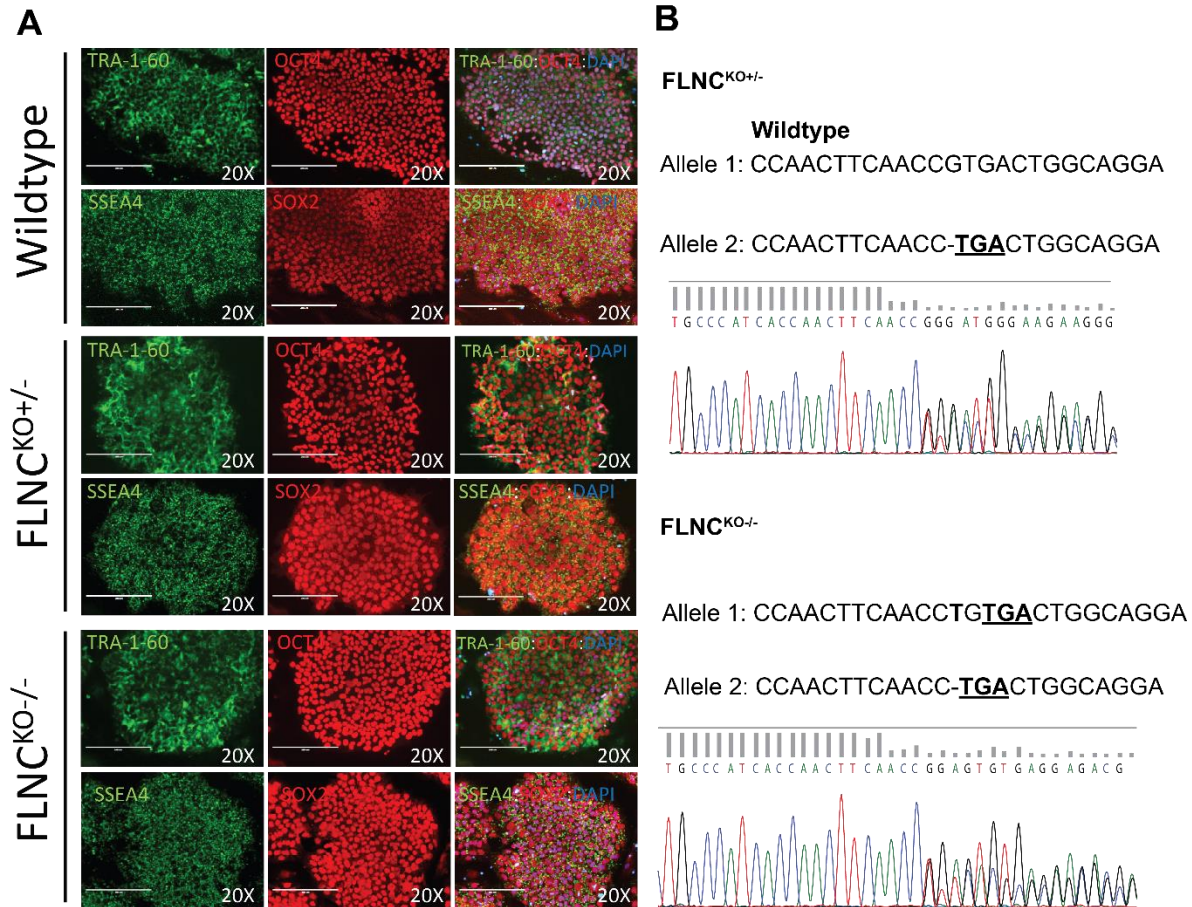 A
Wildtype
TRA-1-60
OCT4
TRA-1-60:OCT4:DAPI
20X
20X
20X
SSEA4
SOX2
SSEA4:SOX2:DAPI
20X
20X
20X
FLNCKO+/-
TRA-1-60
OCT4
TRA-1-60:OCT4:DAPI
20X
20X
20X
SSEA4
SOX2
SSEA4:SOX2:DAPI
20X
20X
20X
FLNCKO-/-
TRA-1-60
OCT4
TRA-1-60:OCT4:DAPI
20X
20X
20X
SSEA4
SOX2
SSEA4:SOX2:DAPI
20X
20X
20X
B
FLNCKO+/-
Wildtype
Allele 1: CCAACTTCAACCGTGACTGGCAGGA
Allele 2: CCAACTTCAACC-TGACTGGCAGGA
TGCCCATCACCAACTTCAACCGGGATGGGAAGAAGGG
FLNCKO-/-
Allele 1: CCAACTTCAACCTGTGACTGGCAGGA
Allele 2: CCAACTTCAACC-TGACTGGCAGGA
TGCCCATCACCAACTTCAACCGGAGTGTGAGGAGACG